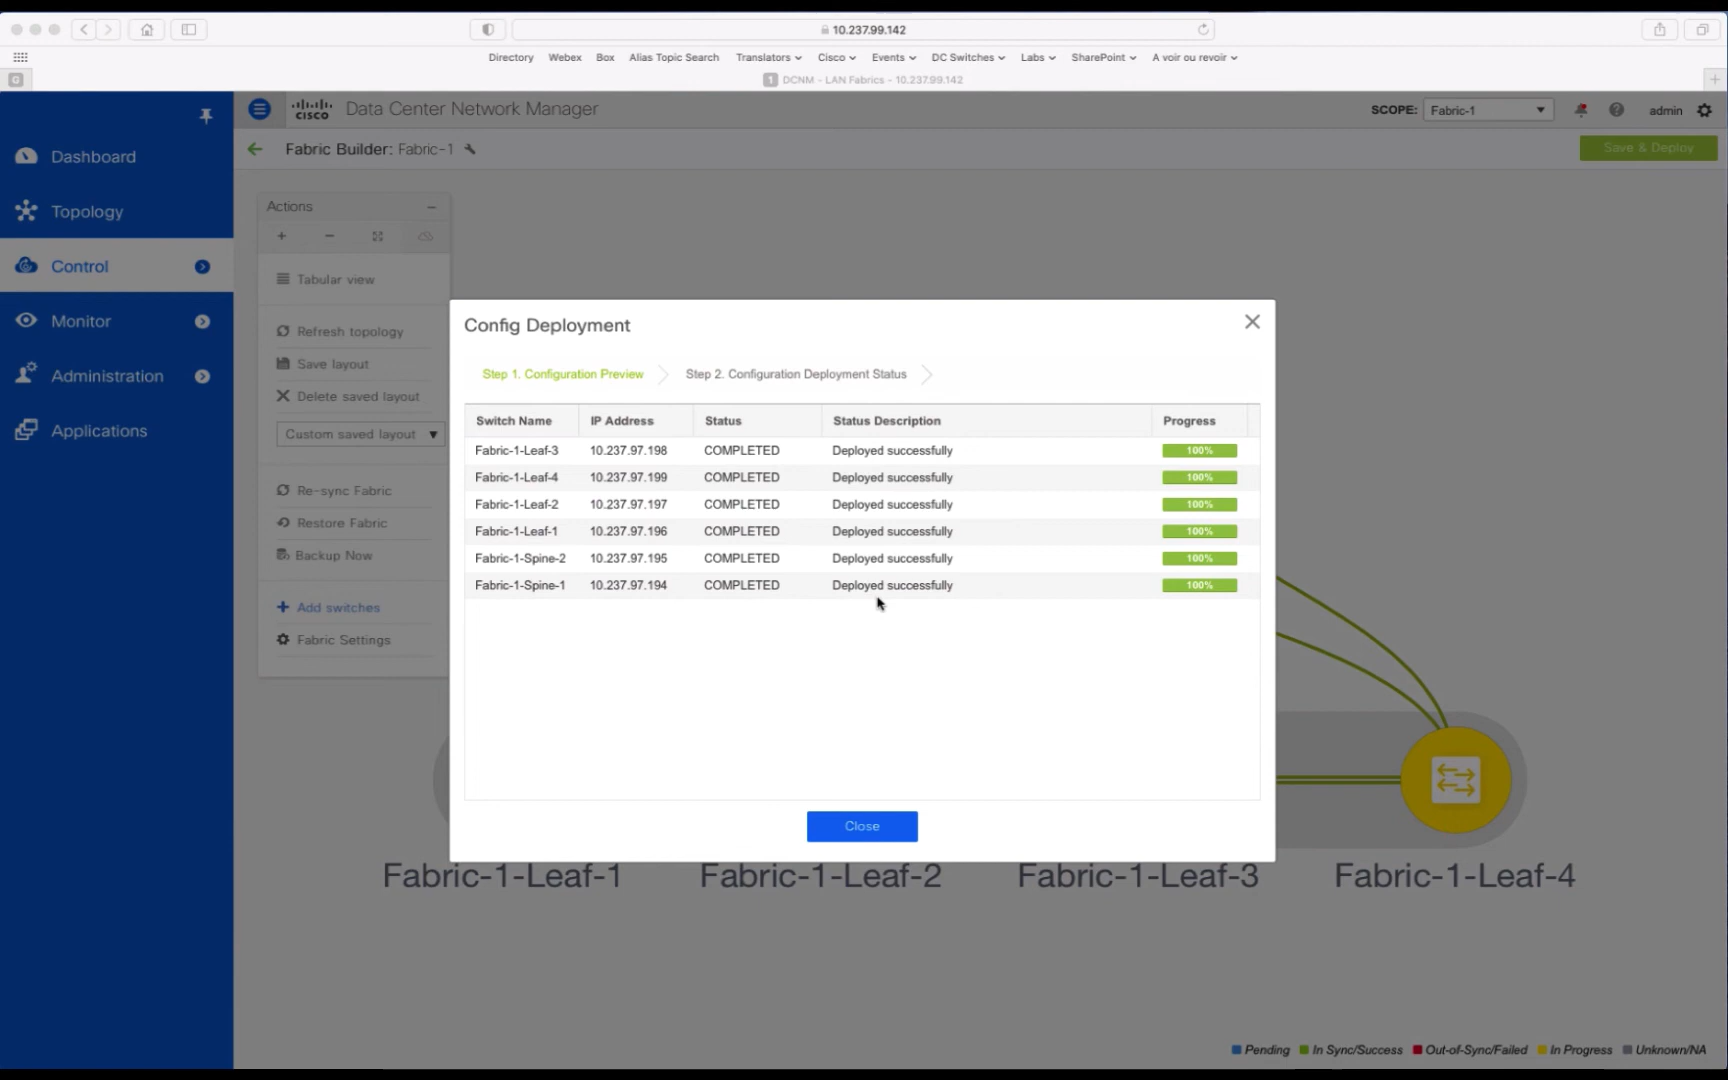 10.237.99.142
Directory Webex Box Alias Topic Search Translators Cisco Events DC Switches Labs SharePoint A voir ou revoir
1 DCNM - LAN Fabrics - 10.237.99.142
G
cisco Data Center Network Manager SCOPE: Fabric-1 admin
Fabric Builder: Fabric-1 Save & Deploy
Dashboard
Topology
Control
Monitor
Administration
Applications
Actions
Tabular view
Refresh topology
Save layout
Delete saved layout
Custom saved layout
Re-sync Fabric
Restore Fabric
Backup Now
Add switches
Fabric Settings
Config Deployment
Step 1. Configuration Preview Step 2. Configuration Deployment Status
Switch Name IP Address Status Status Description Progress
Fabric-1-Leaf-3 10.237.97.198 COMPLETED Deployed successfully 100%
Fabric-1-Leaf-4 10.237.97.199 COMPLETED Deployed successfully 100%
Fabric-1-Leaf-2 10.237.97.197 COMPLETED Deployed successfully 100%
Fabric-1-Leaf-1 10.237.97.196 COMPLETED Deployed successfully 100%
Fabric-1-Spine-2 10.237.97.195 COMPLETED Deployed successfully 100%
Fabric-1-Spine-1 10.237.97.194 COMPLETED Deployed successfully 100%
Close
Fabric-1-Leaf-1 Fabric-1-Leaf-2 Fabric-1-Leaf-3 Fabric-1-Leaf-4
Pending In Sync/Success Out-of-Sync/Failed In Progress Unknown/NA